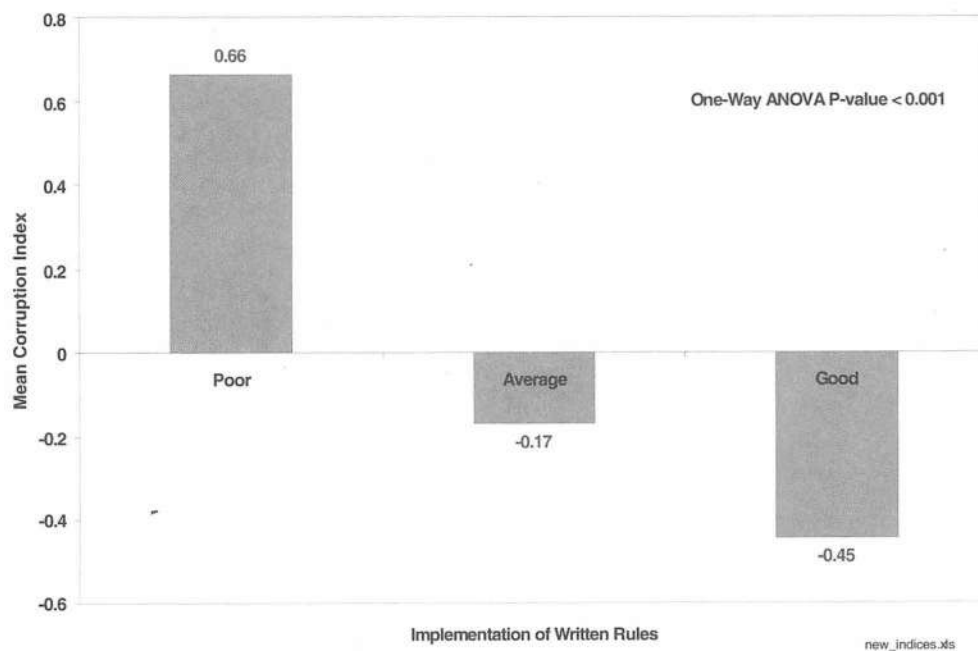 0.8
0.66
One-Way ANOVA P-value < 0.001
0.6
0.4
0.2
Mean Corruption Index
0
Poor
Average
Good
-0.2
-0.17
-0.4
-0.45
-0.6
Implementation of Written Rules
new_indices.xls